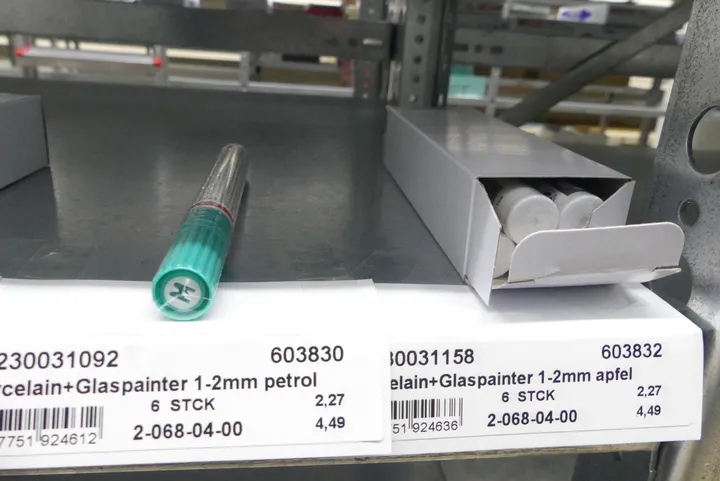 M
230031092 603830
rcelain+Glaspainter 1-2mm petrol
6 STCK 2,27
7751 924612 2-068-04-00 4,49
30031158 603832
elain+Glaspainter 1-2mm apfel
6 STCK 2,27
51 924636 2-068-04-00 4,49